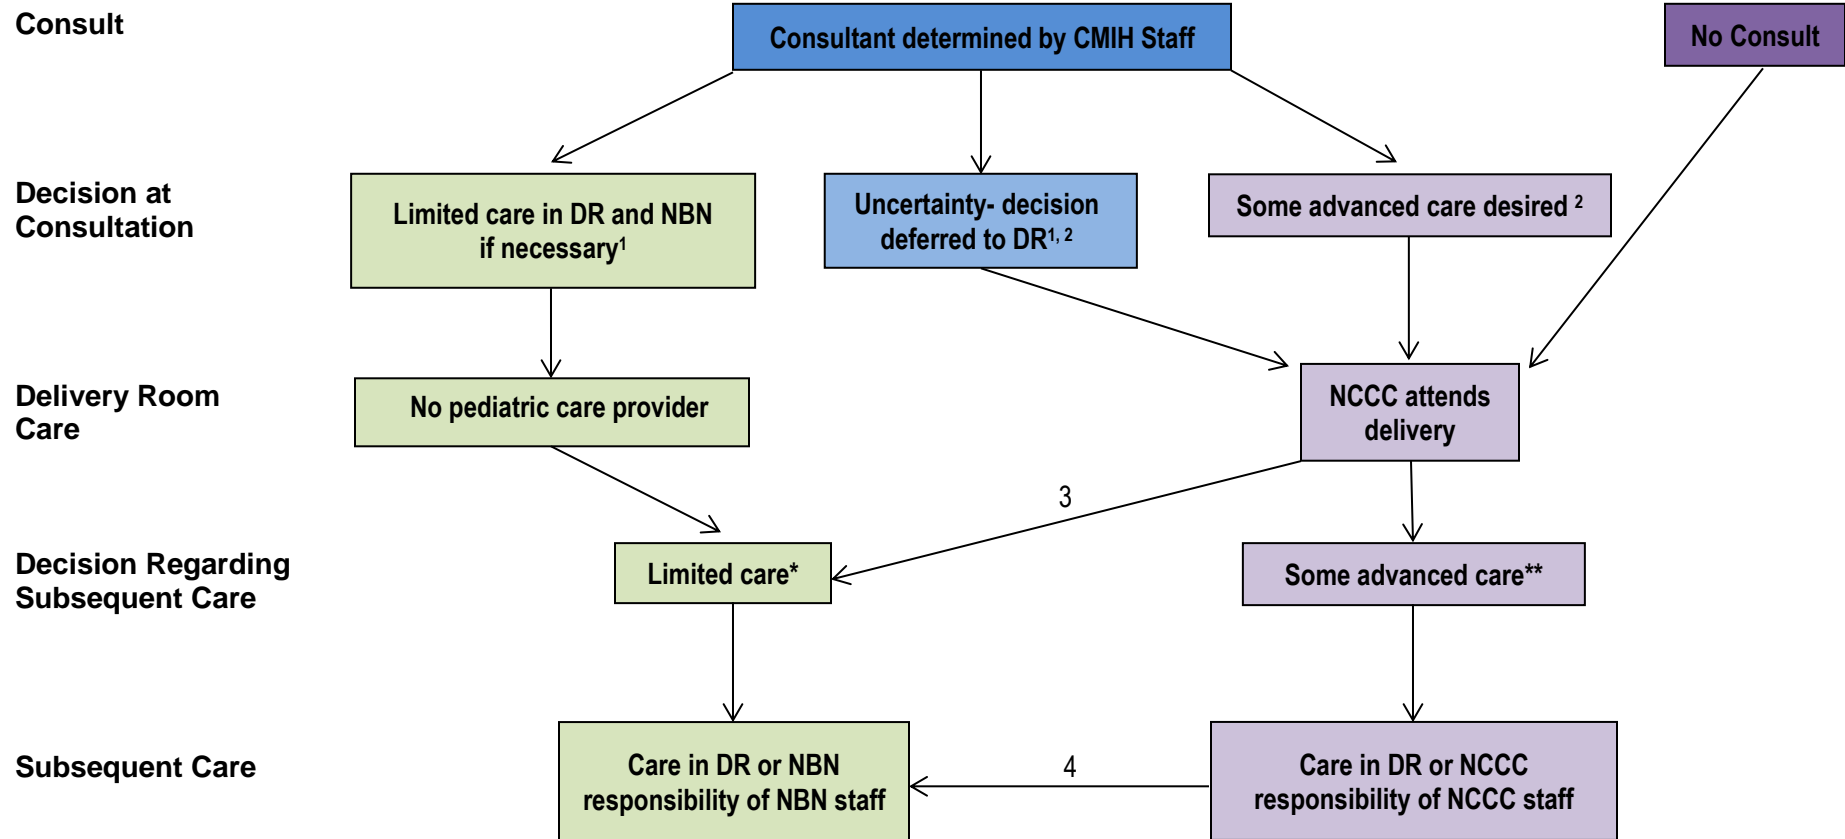 Consult
Consultant determined by CMIH Staff
No Consult
Decision at
Consultation
Limited care in DR and NBN
if necessary¹
Uncertainty- decision
deferred to DR¹, ²
Some advanced care desired ²
Delivery Room
Care
No pediatric care provider
NCCC attends
delivery
3
Decision Regarding
Subsequent Care
Limited care*
Some advanced care**
Subsequent Care
Care in DR or NBN
responsibility of NBN staff
4
Care in DR or NCCC
responsibility of NCCC staff